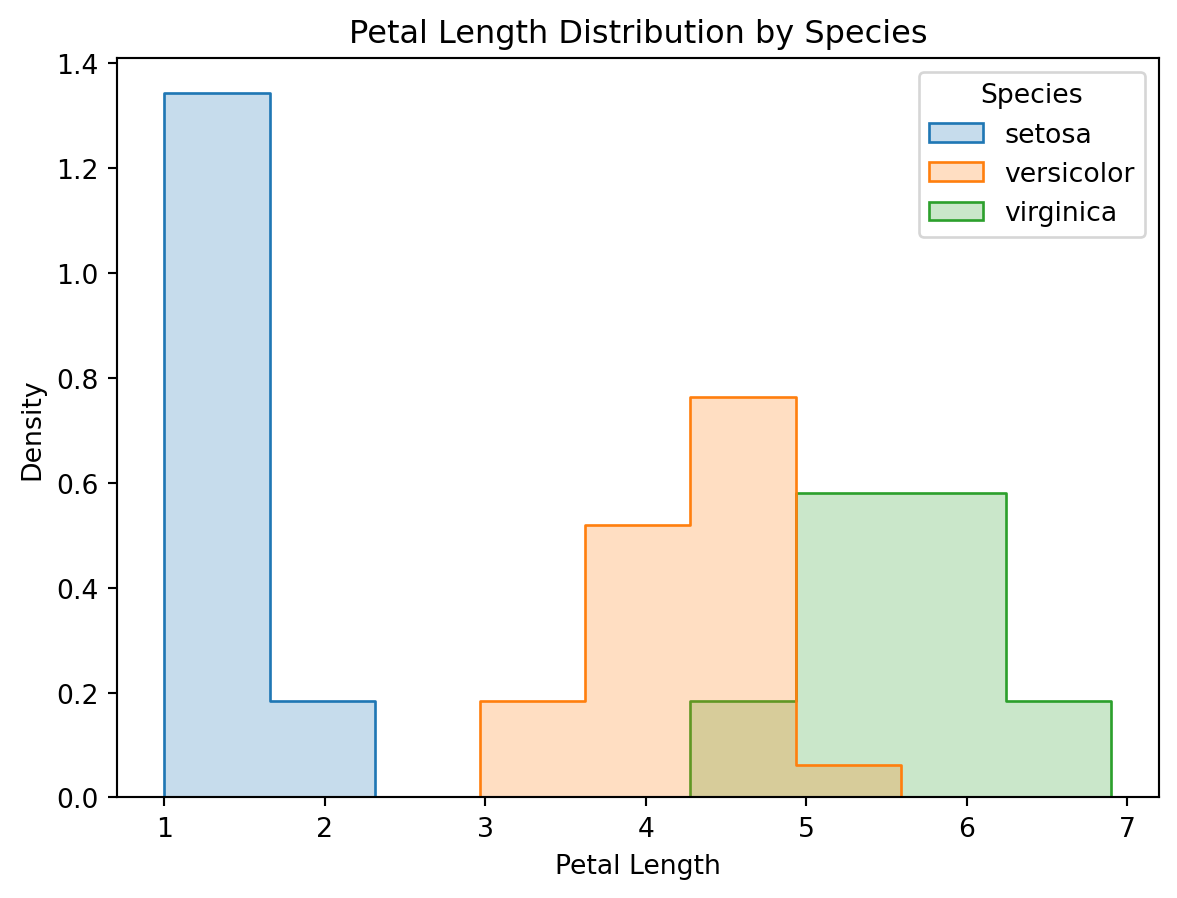 Petal Length Distribution by Species
1.4
1.2
1.0
0.8
0.6
0.4
0.2
0.0
Density
Species
setosa
versicolor
virginica
1 2 3 4 5 6 7
Petal Length